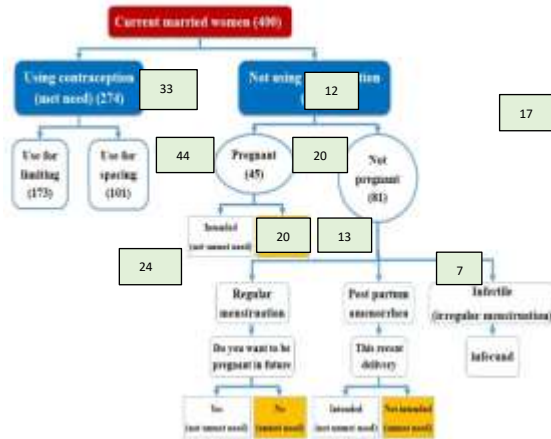 Current married women (400)
Using contraception
(met need) (274)
33
Not using
12
17
Use for
limiting
(173)
Use for
spacing
(101)
44
Pregnant
(45)
20
Not
pregnant
(81)
Intended
(not unmet need)
20
13
24
7
Regular
menstruation
Post partum
amenorrhea
Infertile
(irregular menstruation)
Do you want to be
pregnant in future
This recent
delivery
infecund
Yes
(not unmet need)
No
(unmet need)
Intended
(not unmet need)
Not intended
(unmet need)